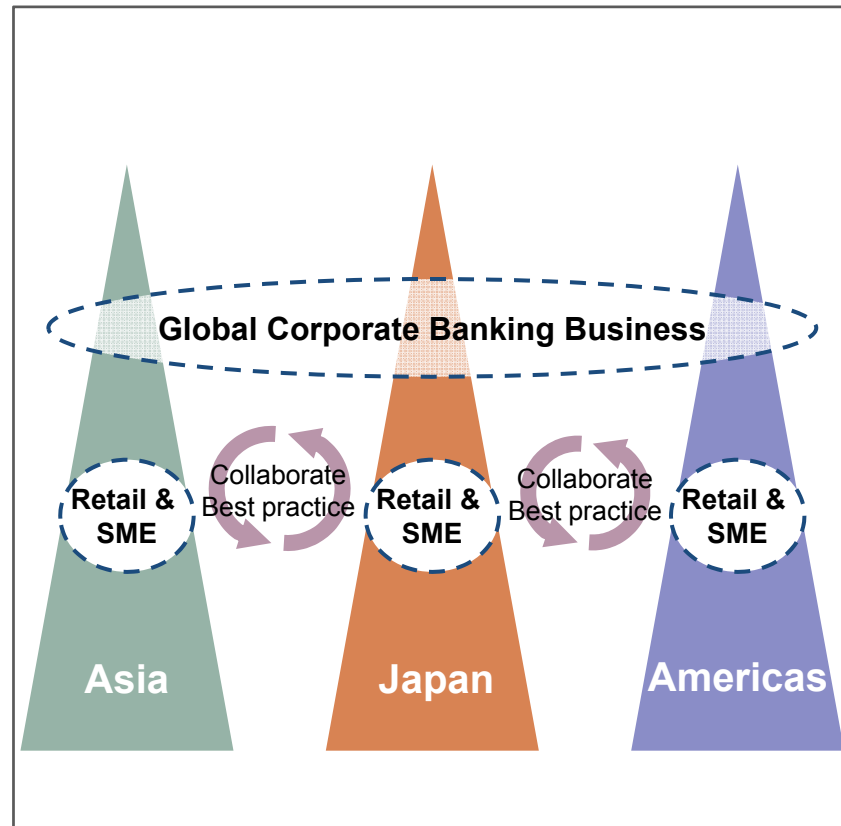 Global Corporate Banking Business
Collaborate
Best practice
Collaborate
Best practice
Retail &
SME
Retail &
SME
Retail &
SME
Asia
Japan
Americas